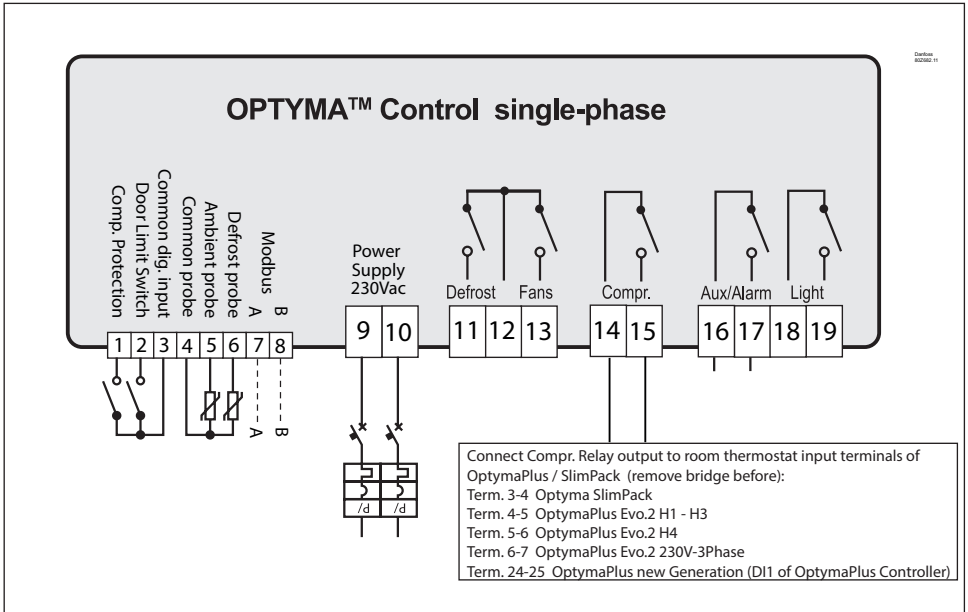 Danfoss
80Z682.11
OPTYMA™ Control single-phase
Comp. Protection
Door Limit Switch
Common dig. input
Common probe
Ambient probe
Defrost probe
Modbus
A
B
Power
Supply
230Vac
Defrost Fans
Compr.
Aux/Alarm Light
1 2 3 4 5 6 7 8
9 10
11 12 13
14 15
16 17 18 19
A
B
I> I>
Connect Compr. Relay output to room thermostat input terminals of
OptymaPlus / SlimPack (remove bridge before):
Term. 3-4 Optyma SlimPack
Term. 4-5 OptymaPlus Evo.2 H1 - H3
Term. 5-6 OptymaPlus Evo.2 H4
Term. 6-7 OptymaPlus Evo.2 230V-3Phase
Term. 24-25 OptymaPlus new Generation (DI1 of OptymaPlus Controller)